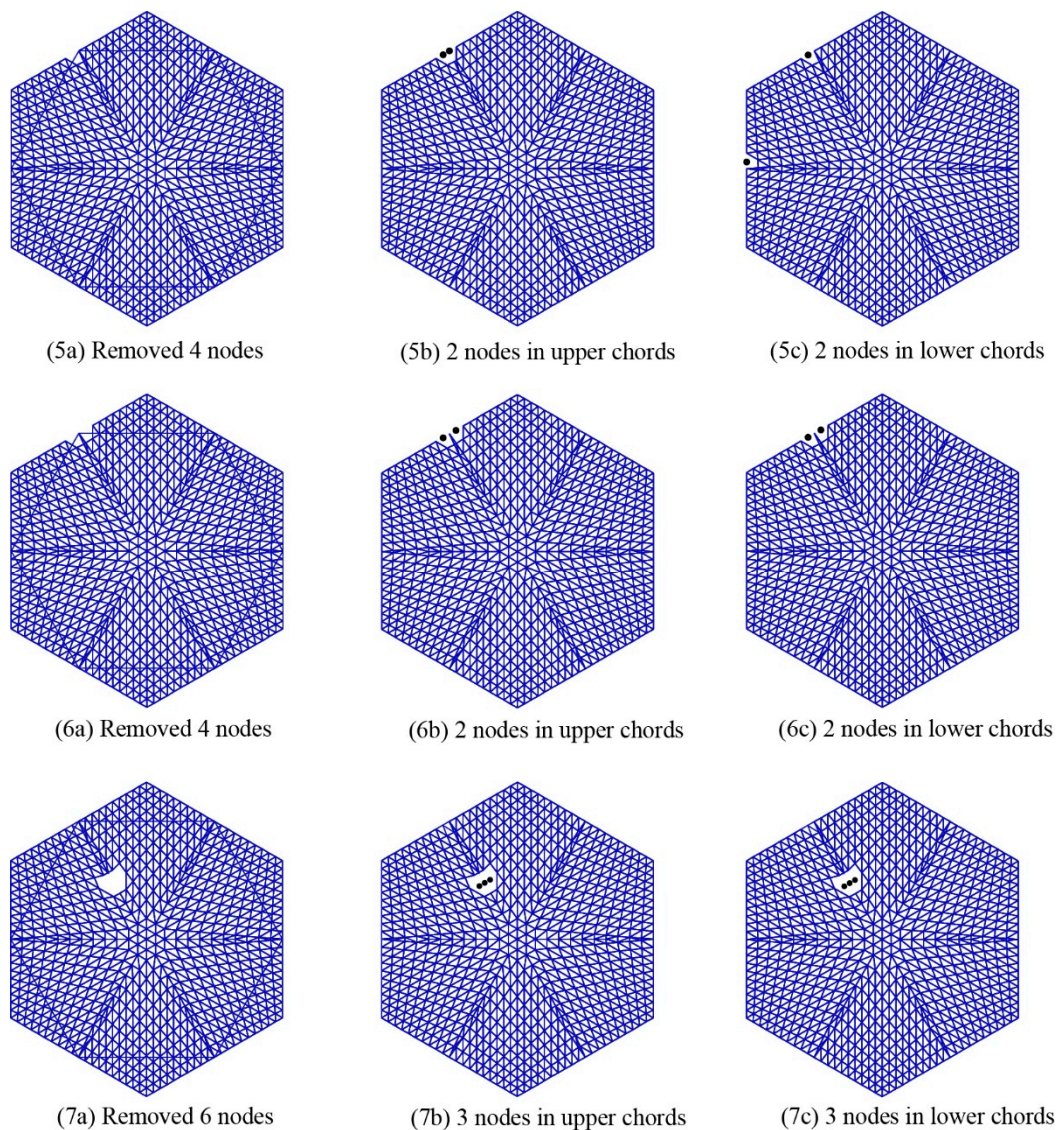 (5a) Removed 4 nodes
(5b) 2 nodes in upper chords
(5c) 2 nodes in lower chords
(6a) Removed 4 nodes
(6b) 2 nodes in upper chords
(6c) 2 nodes in lower chords
(7a) Removed 6 nodes
(7b) 3 nodes in upper chords
(7c) 3 nodes in lower chords